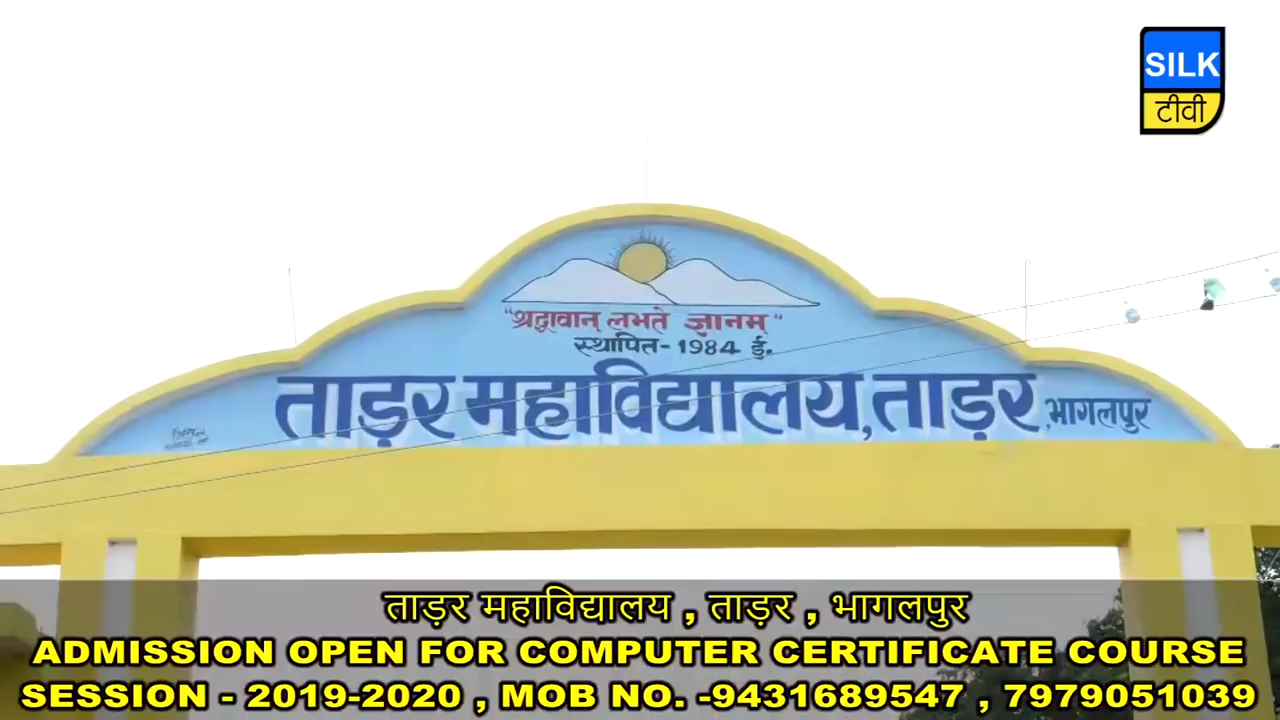 SILK
टीवी
"श्रद्धावान् लभते ज्ञानम्"
स्थापित-1984 ई.
ताड़र महाविद्यालय,ताड़र,भागलपुर
ताड़र महाविद्यालय , ताड़र , भागलपुर
ADMISSION OPEN FOR COMPUTER CERTIFICATE COURSE
SESSION - 2019-2020 , MOB NO. -9431689547 , 7979051039